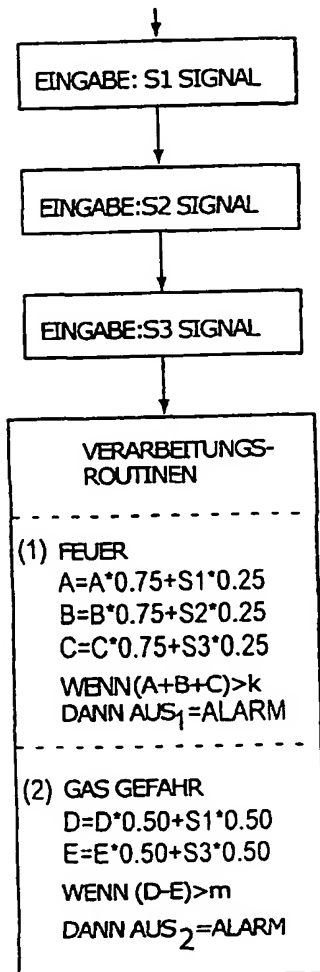 EINGABE: S1 SIGNAL
EINGABE:S2 SIGNAL
EINGABE:S3 SIGNAL
VERARBEITUNGS-
ROUTINEN
(1) FEUER
A=A*0.75+S1*0.25
B=B*0.75+S2*0.25
C=C*0.75+S3*0.25
WENN(A+B+C)>k
DANN AUS1=ALARM
(2) GAS GEFAHR
D=D*0.50+S1*0.50
E=E*0.50+S3*0.50
WENN (D-E)>m
DANN AUS2=ALARM